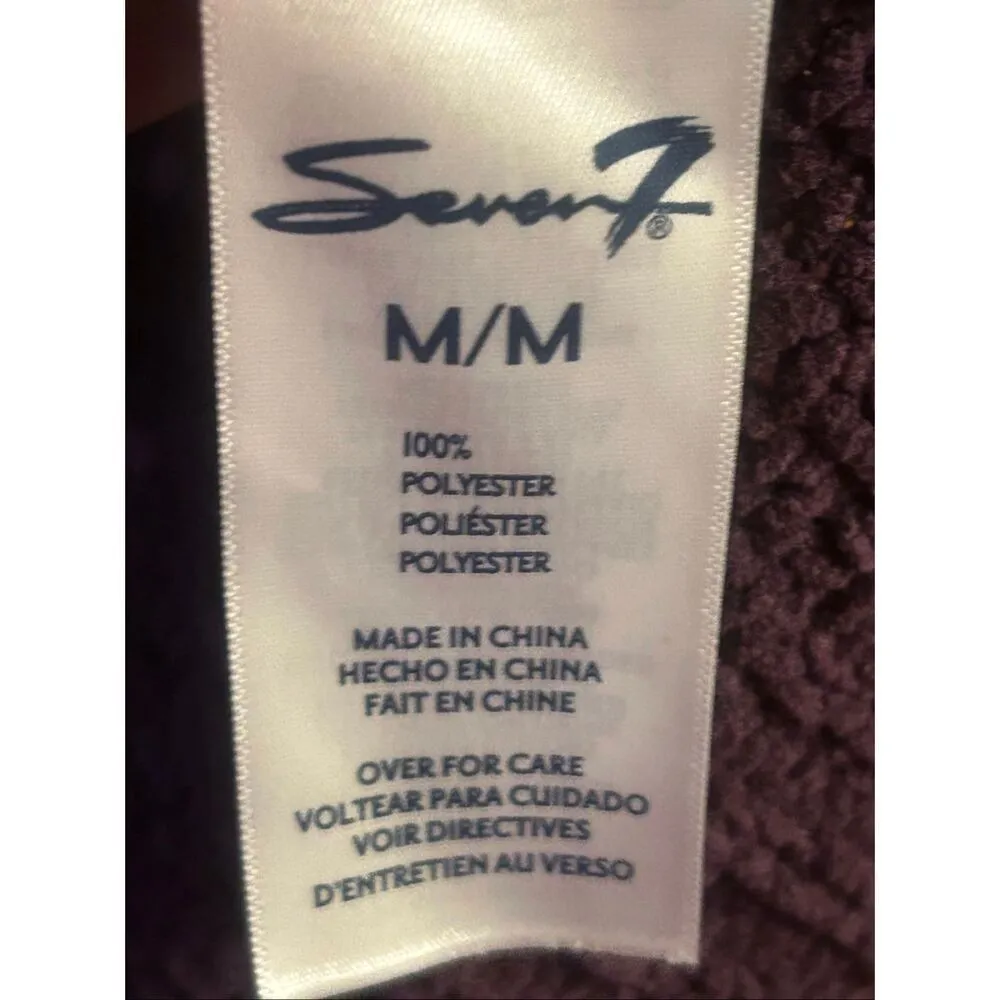 Seven7®
M/M
100%
POLYESTER
POLIÉSTER
POLYESTER
MADE IN CHINA
HECHO EN CHINA
FAIT EN CHINE
OVER FOR CARE
VOLTEAR PARA CUIDADO
VOIR DIRECTIVES
D'ENTRETIEN AU VERSO